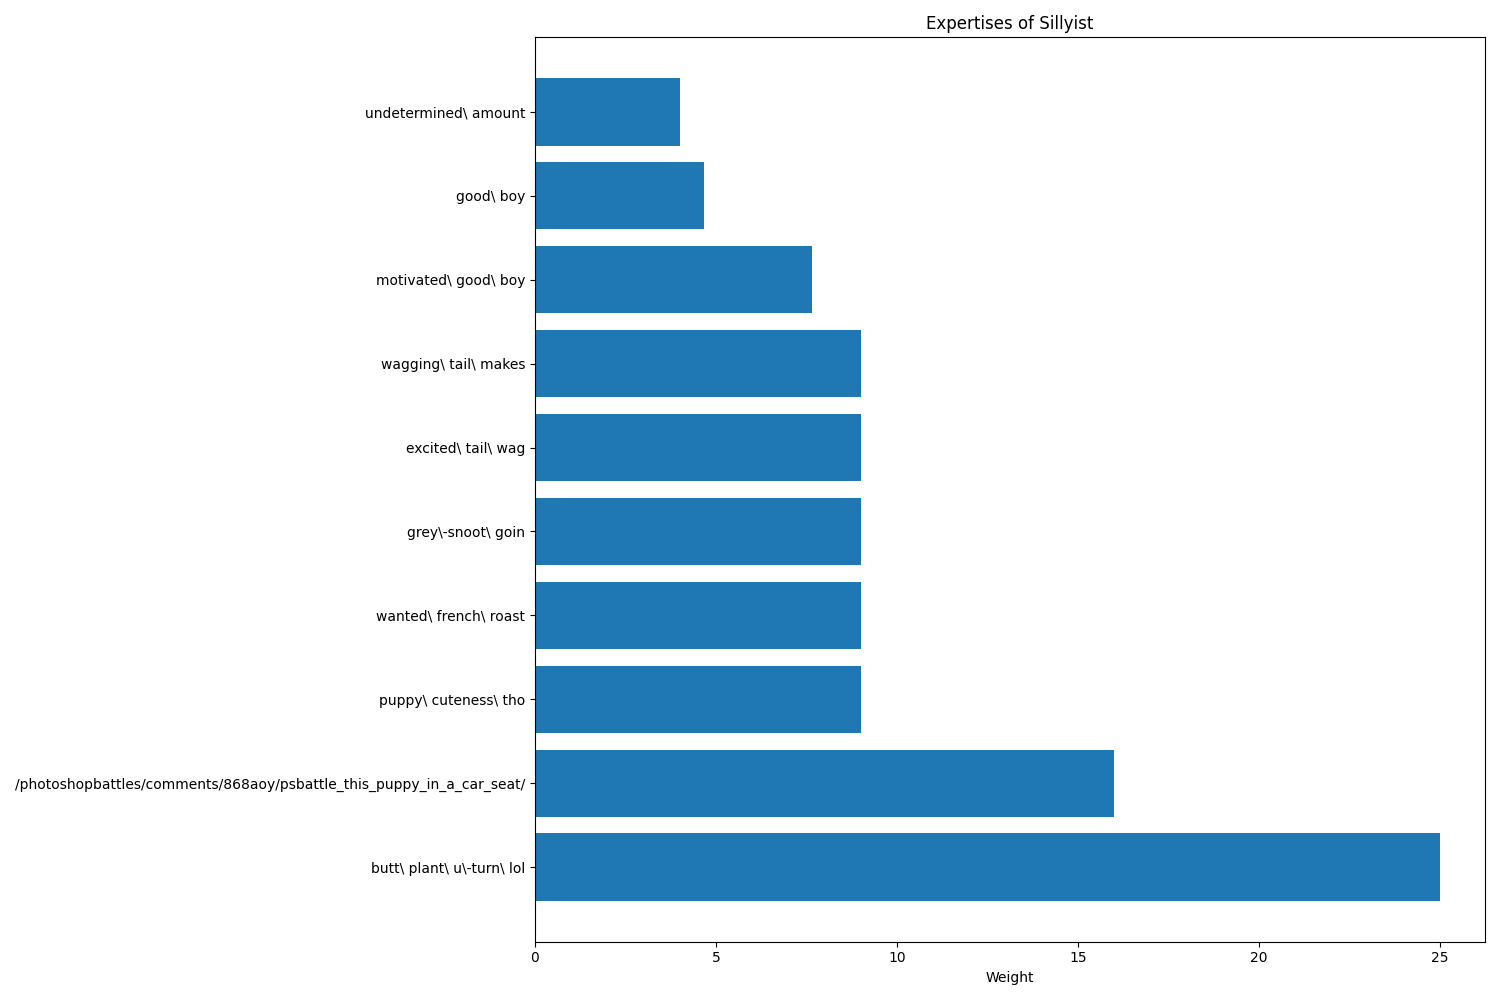 Expertises of Sillyist
undetermined\ amount
good\ boy
motivated\ good\ boy
wagging\ tail\ makes
excited\ tail\ wag
grey\-snoot\ goin
wanted\ french\ roast
puppy\ cuteness\ tho
/photoshopbattles/comments/868aoy/psbattle_this_puppy_in_a_car_seat/
butt\ plant\ u\-turn\ lol
0 5 10 15 20 25
Weight